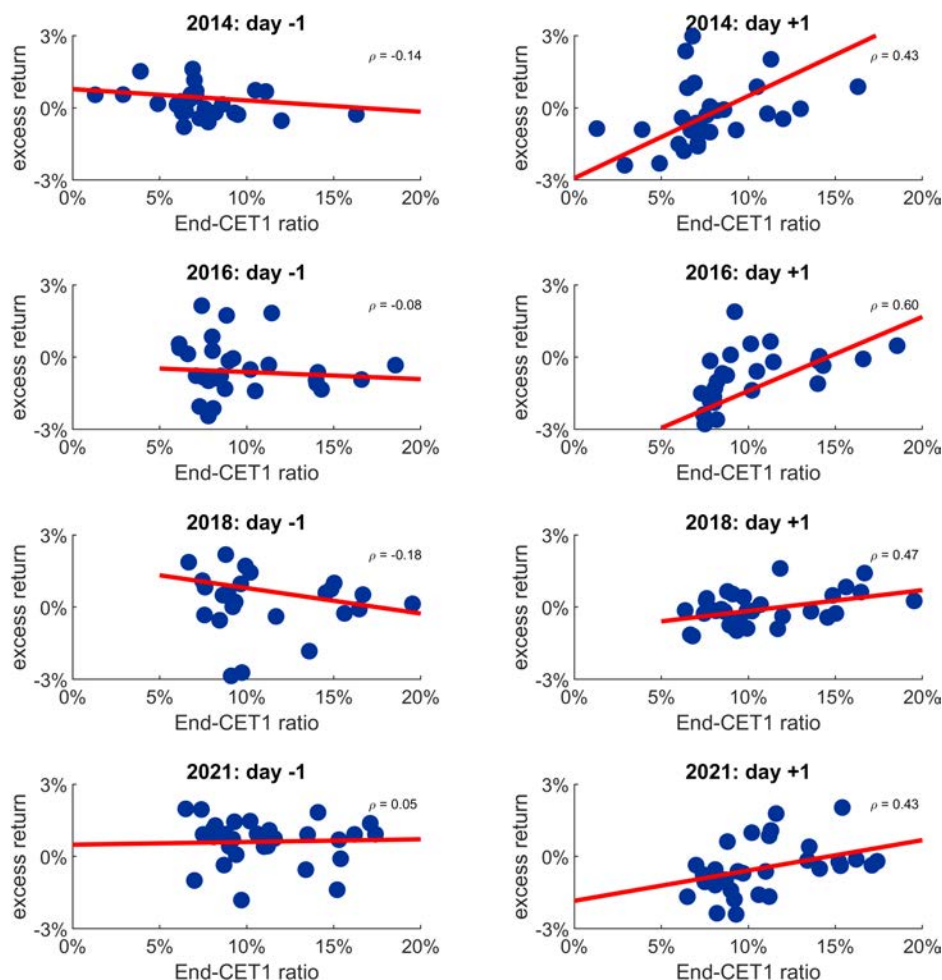 2014: day -1
3%
0%
-3%
excess return
ρ = -0.14
0% 5% 10% 15% 20%
End-CET1 ratio
2014: day +1
3%
0%
-3%
excess return
ρ = 0.43
0% 5% 10% 15% 20%
End-CET1 ratio
2016: day -1
3%
0%
-3%
excess return
ρ = -0.08
0% 5% 10% 15% 20%
End-CET1 ratio
2016: day +1
3%
0%
-3%
excess return
ρ = 0.60
0% 5% 10% 15% 20%
End-CET1 ratio
2018: day -1
3%
0%
-3%
excess return
ρ = -0.18
0% 5% 10% 15% 20%
End-CET1 ratio
2018: day +1
3%
0%
-3%
excess return
ρ = 0.47
0% 5% 10% 15% 20%
End-CET1 ratio
2021: day -1
3%
0%
-3%
excess return
ρ 0.05
0% 5% 10% 15% 20%
End-CET1 ratio
2021: day +1
3%
0%
-3%
excess return
ρ = 0.43
0% 5% 10% 15% 20%
End-CET1 ratio